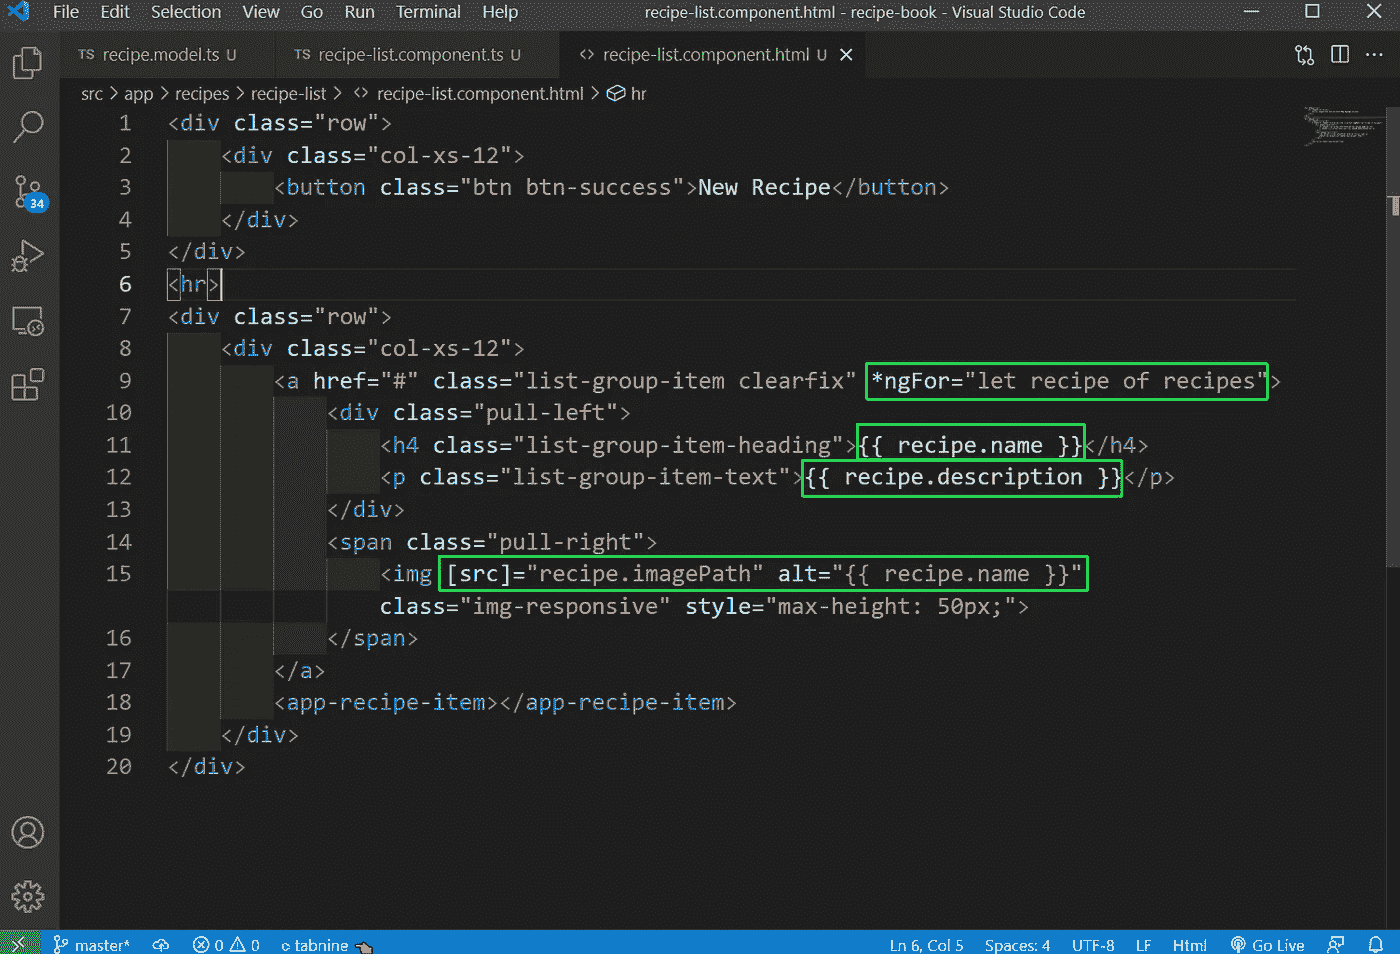 File Edit Selection View Go Run Terminal Help recipe-list.component.html - recipe-book - Visual Studio Code
TS recipe.model.ts U TS recipe-list.component.ts U <> recipe-list.component.html U
src > app > recipes > recipe-list > <> recipe-list.component.html > hr
1 <div class="row">
2 <div class="col-xs-12">
3 <button class="btn btn-success">New Recipe</button>
4 </div>
5 </div>
6 <hr>
7 <div class="row">
8 <div class="col-xs-12">
9 <a href="#" class="list-group-item clearfix" *ngFor="let recipe of recipes">
10 <div class="pull-left">
11 <h4 class="list-group-item-heading">{{ recipe.name }}</h4>
12 <p class="list-group-item-text">{{ recipe.description }}</p>
13 </div>
14 <span class="pull-right">
15 <img [src]="recipe.imagePath" alt="{{ recipe.name }}"
class="img-responsive" style="max-height: 50px;">
16 </span>
17 </a>
18 <app-recipe-item></app-recipe-item>
19 </div>
20 </div>
34
master* 0 0 tabnine Ln 6, Col 5 Spaces: 4 UTF-8 LF Html Go Live